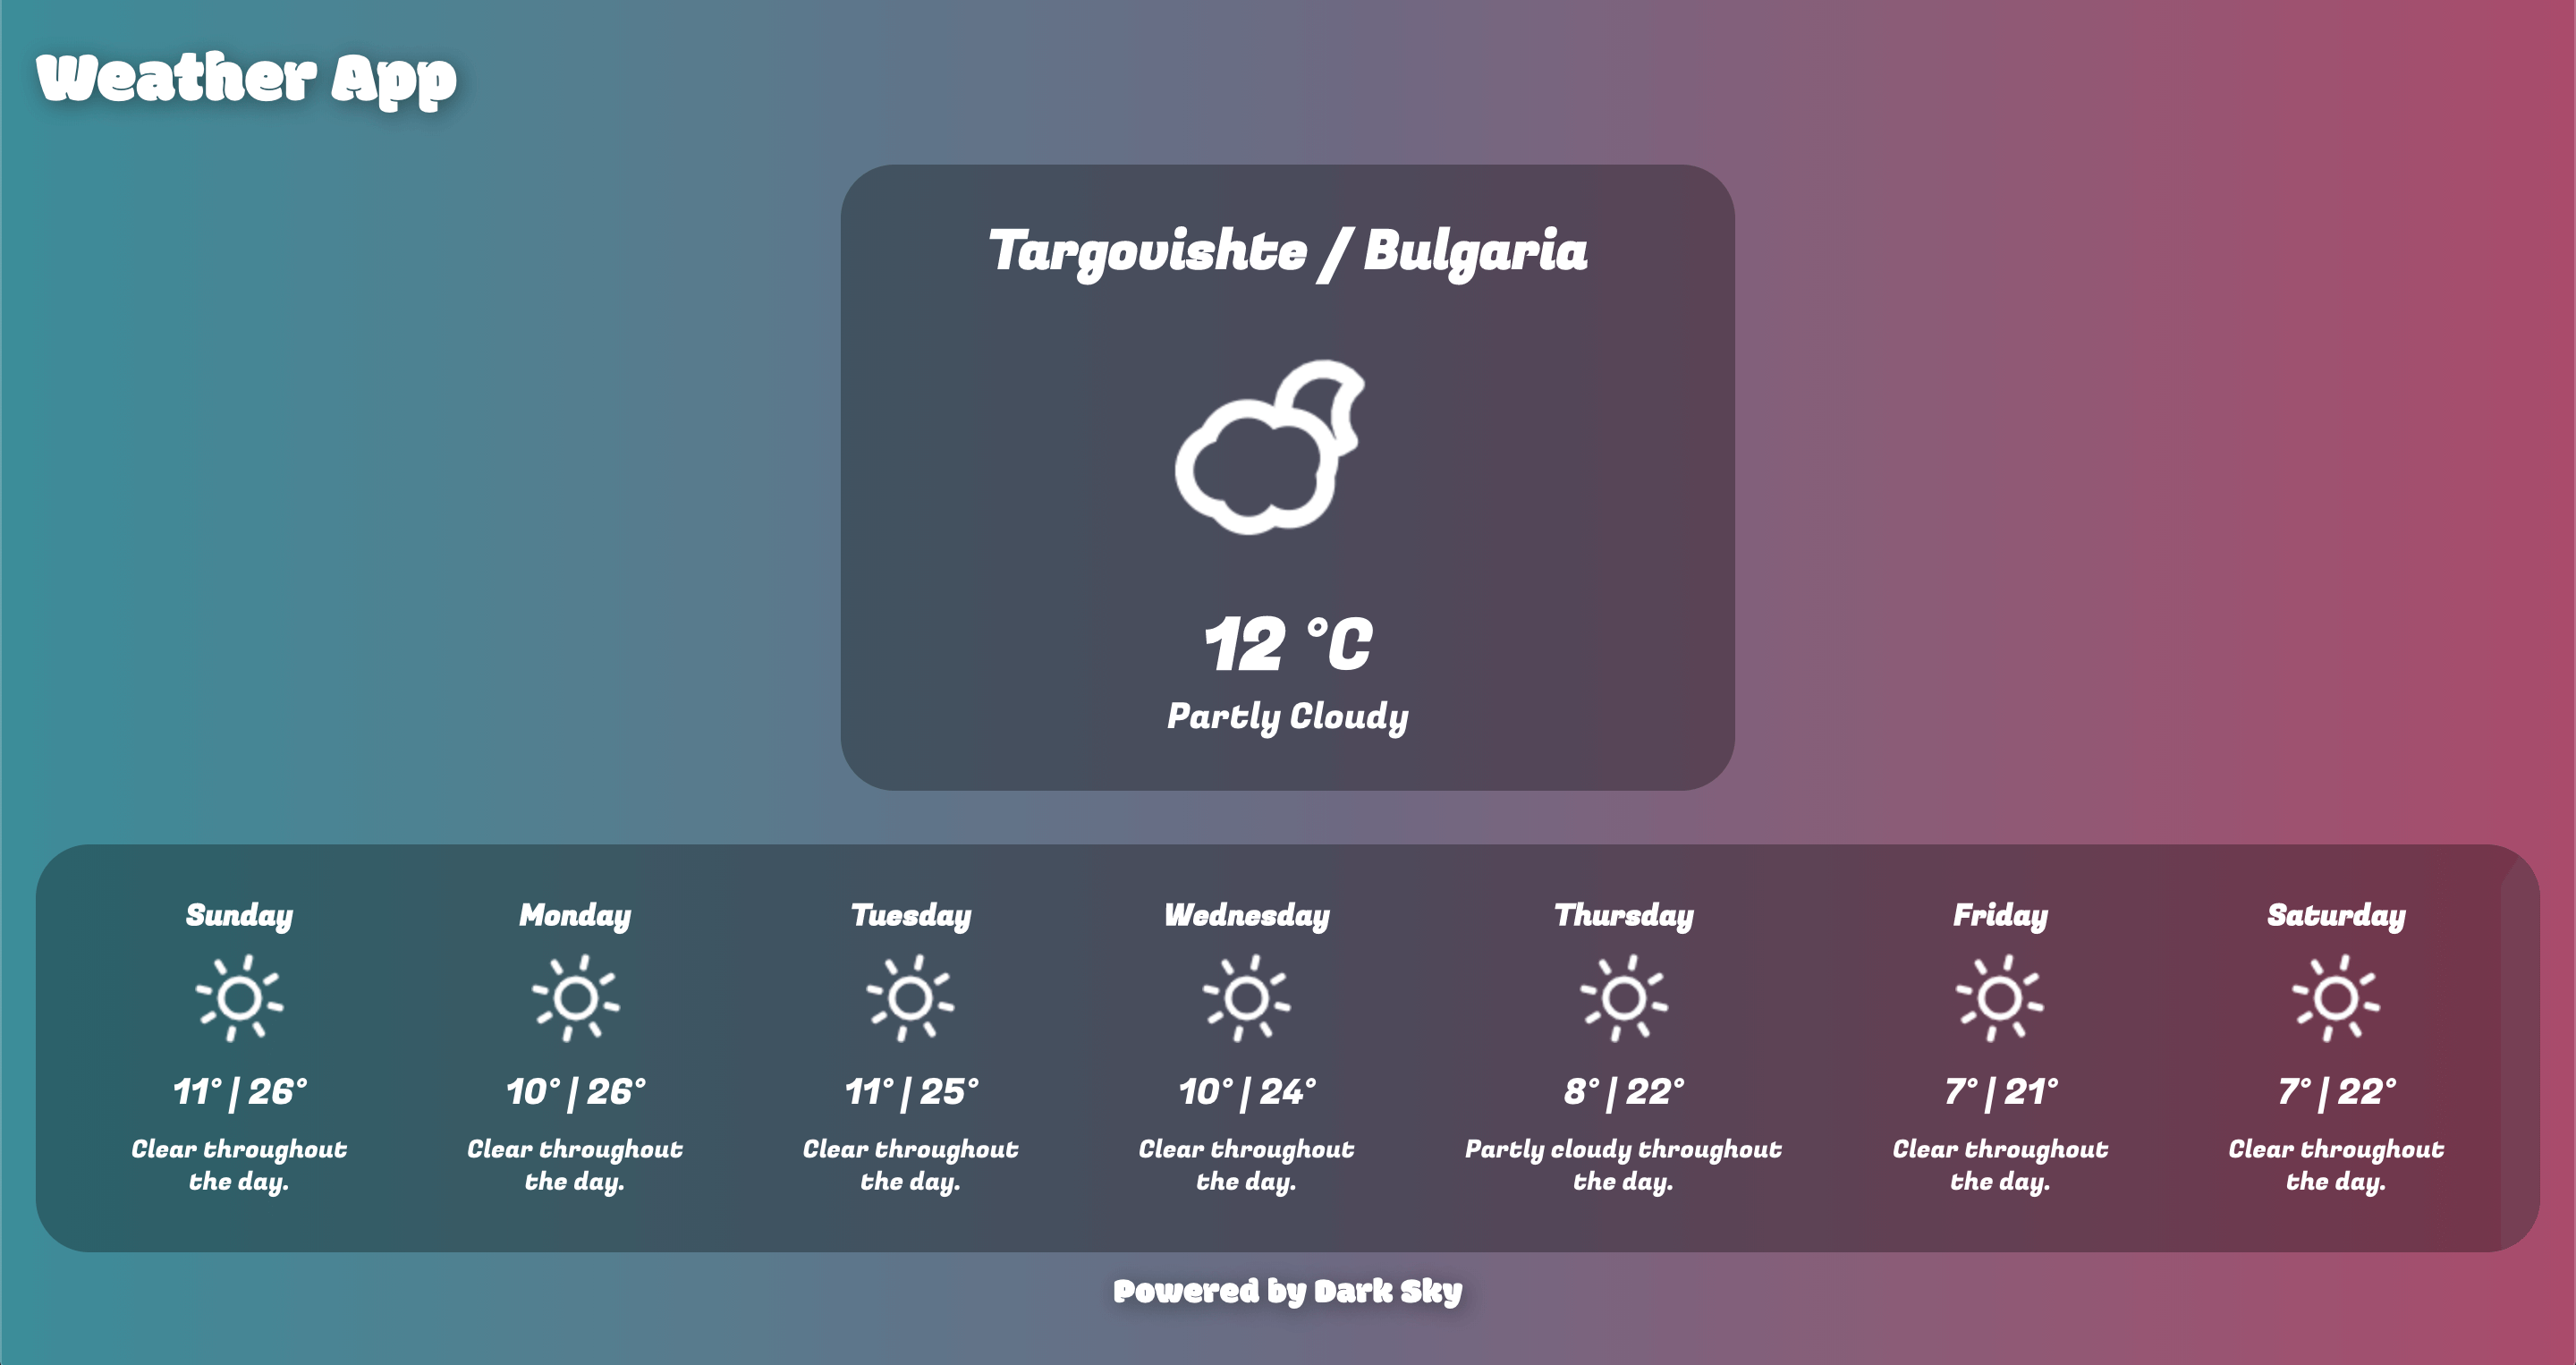 Weather App
Targovishte / Bulgaria
12 °C
Partly Cloudy
Sunday
11° | 26°
Clear throughout
the day.
Monday
10° | 26°
Clear throughout
the day.
Tuesday
11° | 25°
Clear throughout
the day.
Wednesday
10° | 24°
Clear throughout
the day.
Thursday
8° | 22°
Partly cloudy throughout
the day.
Friday
7° | 21°
Clear throughout
the day.
Saturday
7° | 22°
Clear throughout
the day.
Powered by Dark Sky